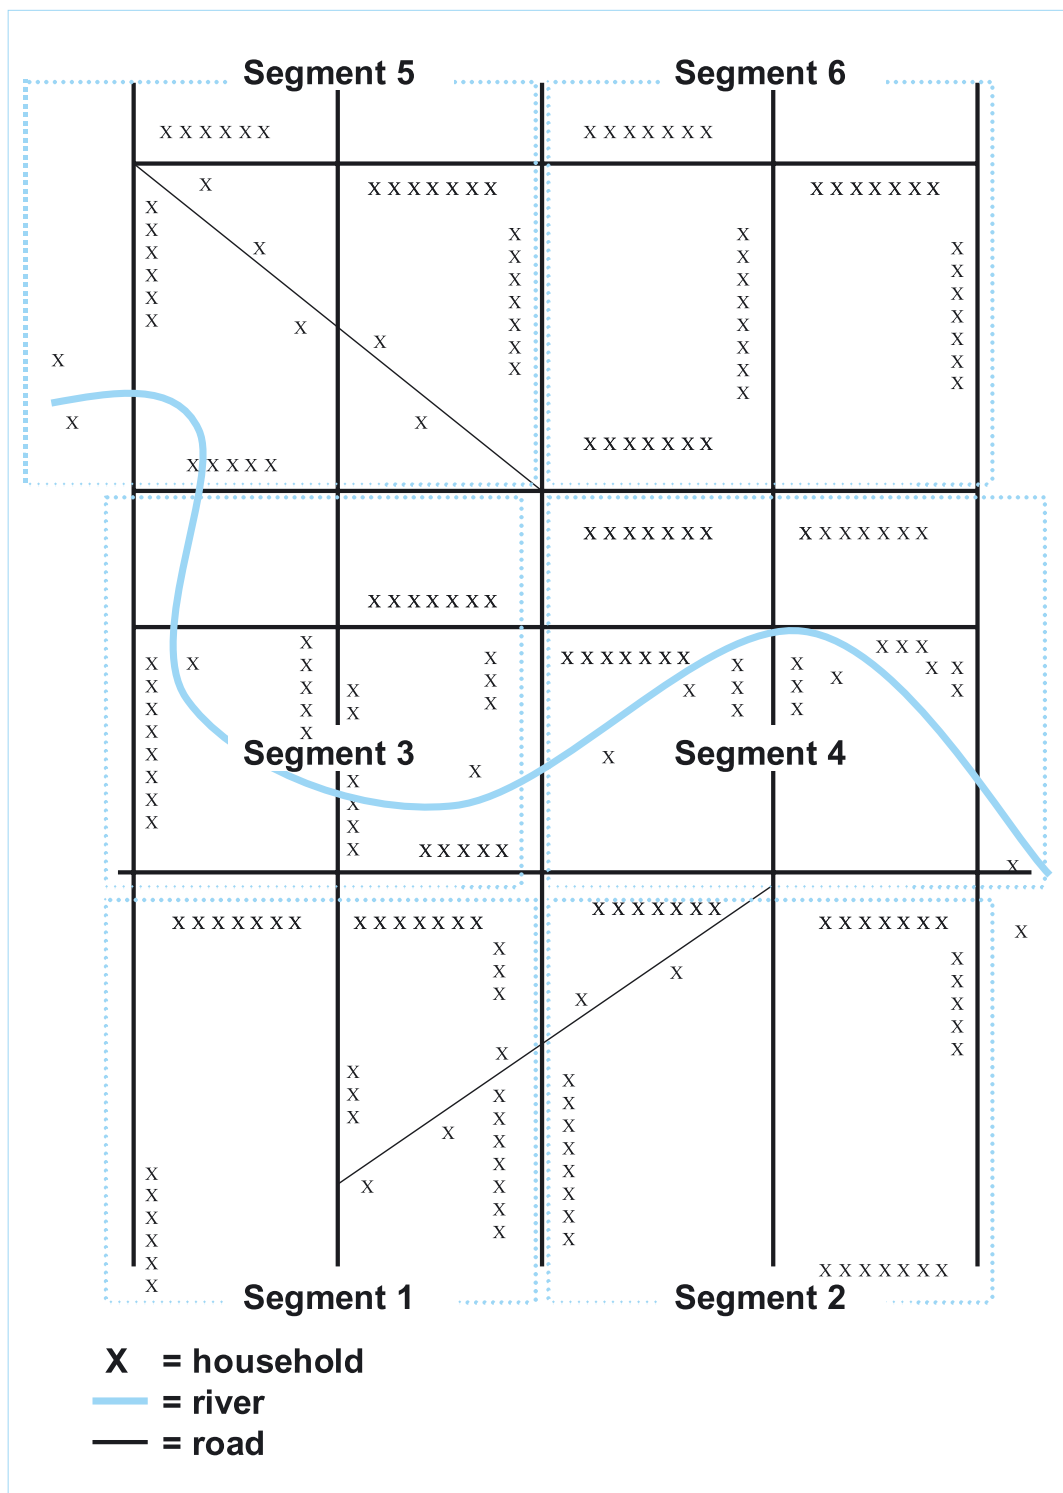 Segment 5
Segment 6
Segment 3
Segment 4
Segment 1
Segment 2
X = household
= river
= road